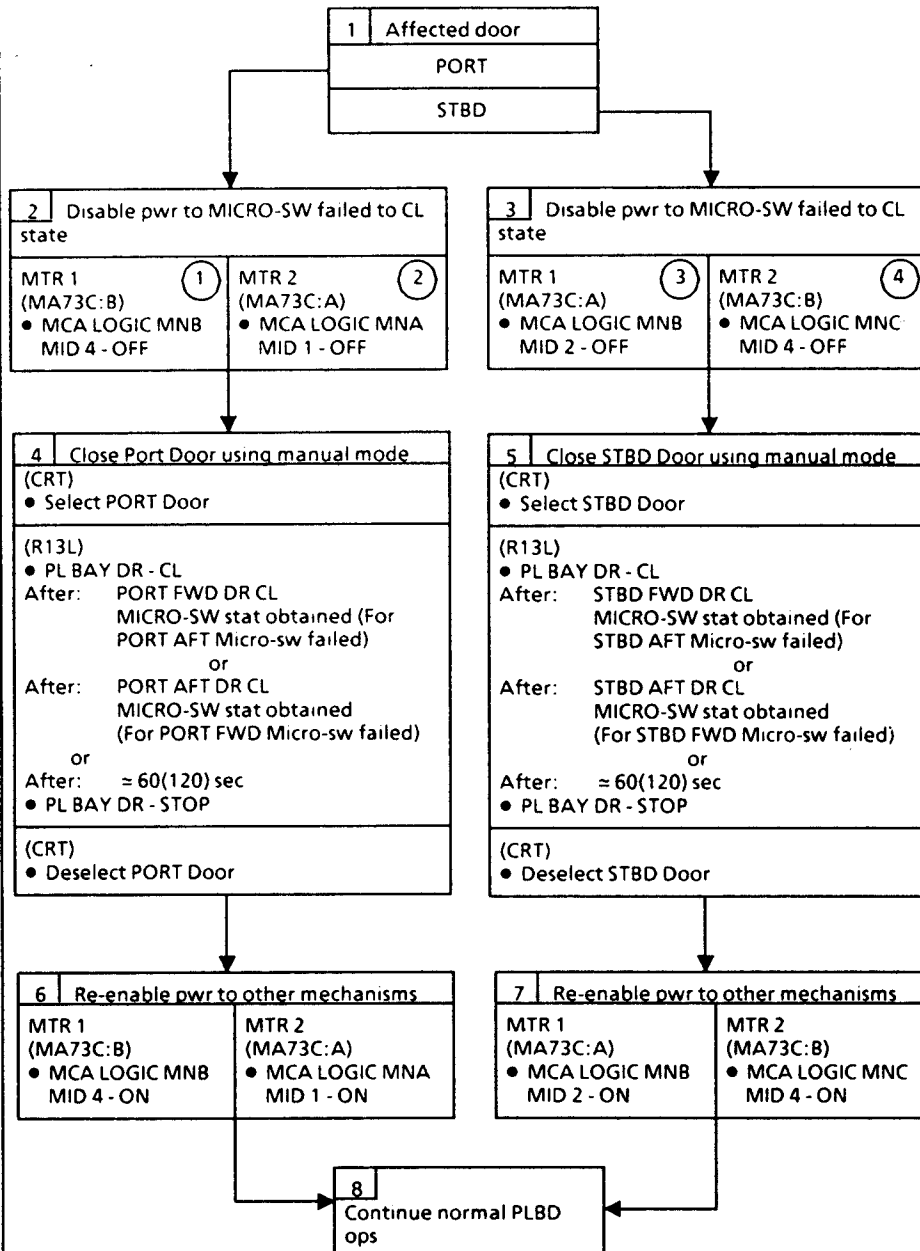 1 Affected door
PORT
STBD
2 Disable pwr to MICRO-SW failed to CL
state
MTR 1 1
(MA73C:B)
● MCA LOGIC MNB
MID 4 - OFF
MTR 2 2
(MA73C:A)
● MCA LOGIC MNA
MID 1 - OFF
3 Disable pwr to MICRO-SW failed to CL
state
MTR 1 3
(MA73C:A)
● MCA LOGIC MNB
MID 2 - OFF
MTR 2 4
(MA73C:B)
● MCA LOGIC MNC
MID 4 - OFF
4 Close Port Door using manual mode
(CRT)
● Select PORT Door
(R13L)
● PL BAY DR - CL
After: PORT FWD DR CL
MICRO-SW stat obtained (For
PORT AFT Micro-sw failed)
or
After: PORT AFT DR CL
MICRO-SW stat obtained
(For PORT FWD Micro-sw failed)
or
After: ≃ 60(120) sec
● PL BAY DR - STOP
(CRT)
● Deselect PORT Door
5 Close STBD Door using manual mode
(CRT)
● Select STBD Door
(R13L)
● PL BAY DR - CL
After: STBD FWD DR CL
MICRO-SW stat obtained (For
STBD AFT Micro-sw failed)
or
After: STBD AFT DR CL
MICRO-SW stat obtained
(For STBD FWD Micro-sw failed)
or
After: ≃ 60(120) sec
● PL BAY DR - STOP
(CRT)
● Deselect STBD Door
6 Re-enable pwr to other mechanisms
MTR 1
(MA73C:B)
● MCA LOGIC MNB
MID 4 - ON
MTR 2
(MA73C:A)
● MCA LOGIC MNA
MID 1 - ON
7 Re-enable pwr to other mechanisms
MTR 1
(MA73C:A)
● MCA LOGIC MNB
MID 2 - ON
MTR 2
(MA73C:B)
● MCA LOGIC MNC
MID 4 - ON
8
Continue normal PLBD
ops